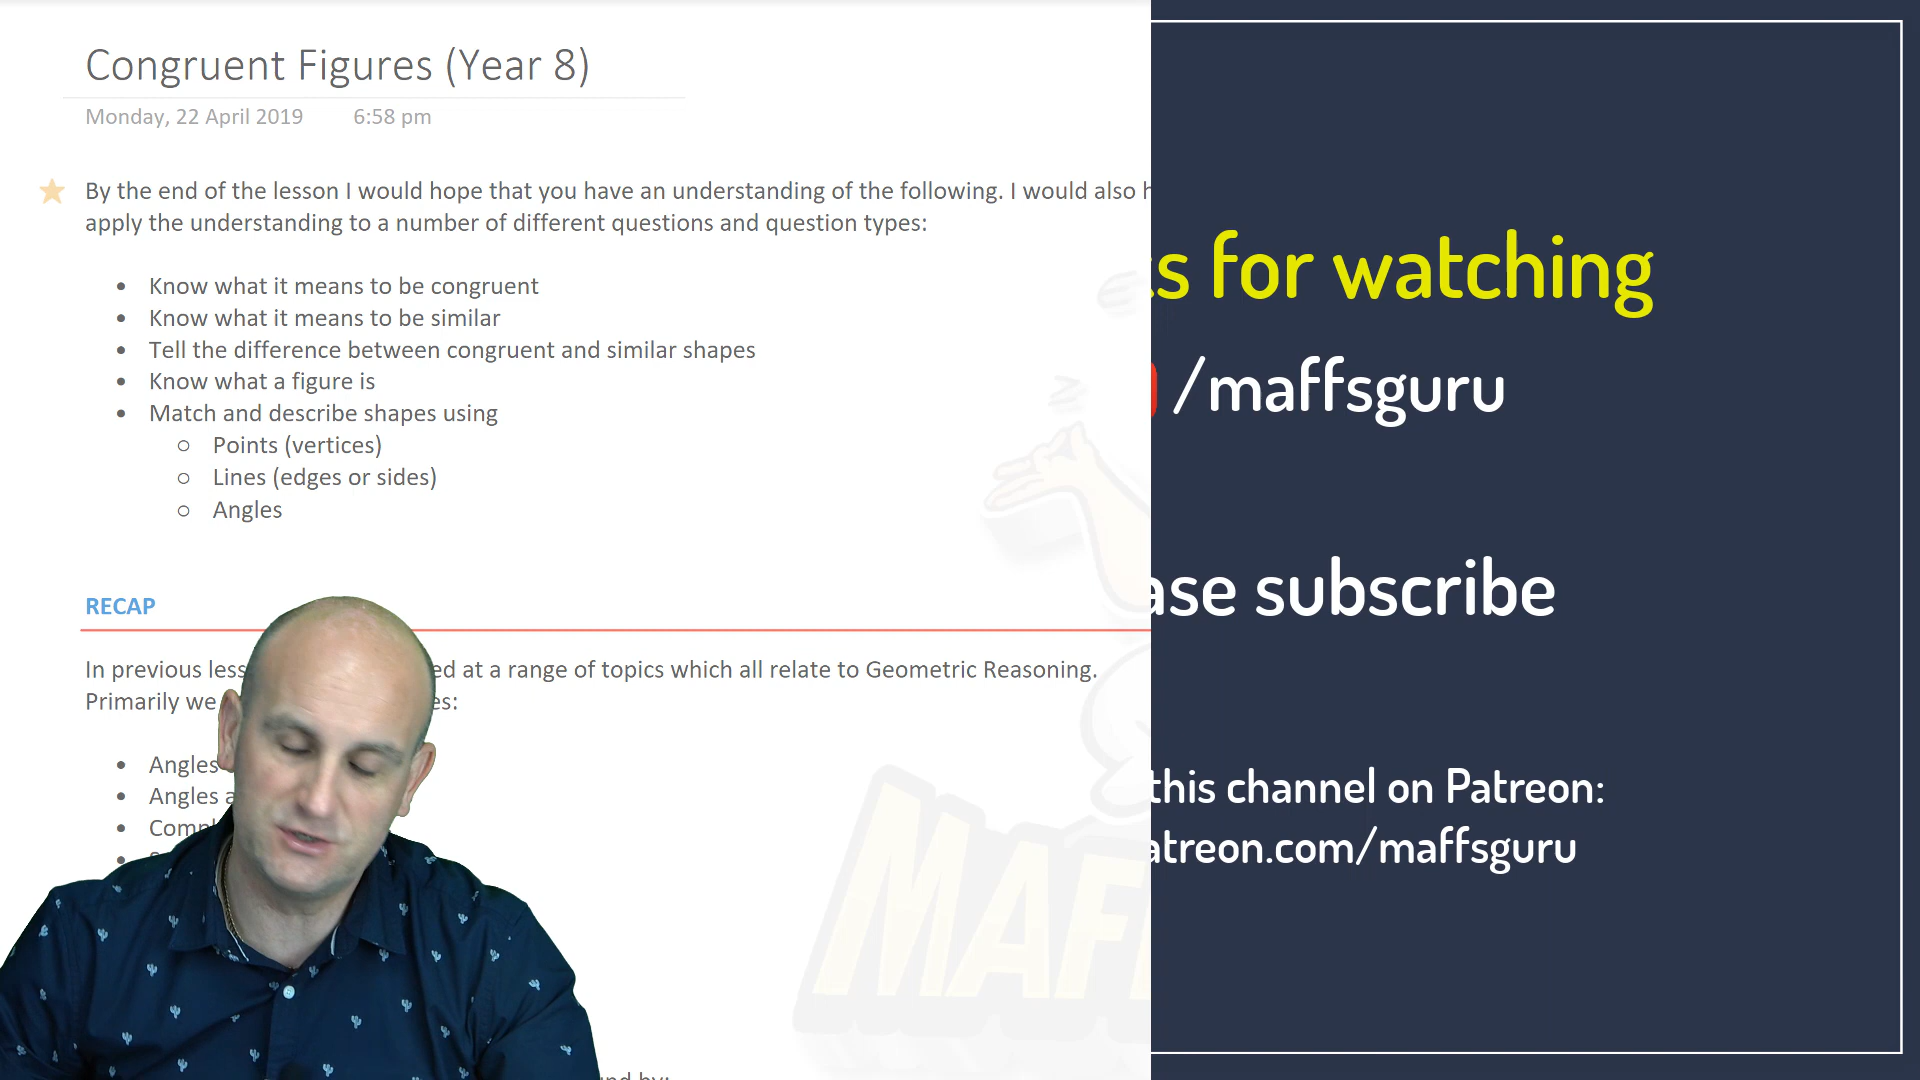 Congruent Figures (Year 8)
Monday, 22 April 2019 6:58 pm
By the end of the lesson I would hope that you have an understanding of the following. I would also
apply the understanding to a number of different questions and question types:
• Know what it means to be congruent
• Know what it means to be similar
• Tell the difference between congruent and similar shapes
• Know what a figure is
• Match and describe shapes using
○ Points (vertices)
○ Lines (edges or sides)
○ Angles
RECAP
In previous at a range of topics which all relate to Geometric Reasoning.
Primarily we
• Angles
• Angles
for watching
/maffsguru
subscribe
this channel on Patreon:
atreon.com/maffsguru
MAF
by: